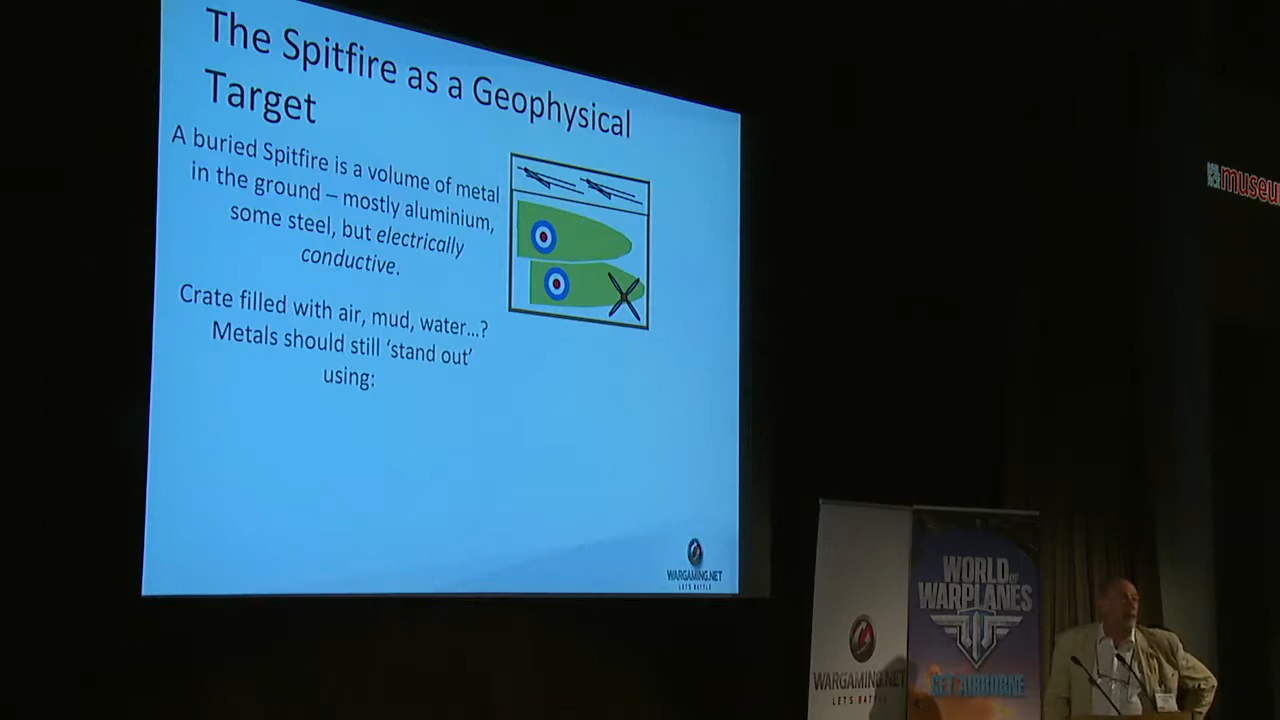 The Spitfire as a Geophysical
Target
A buried Spitfire is a volume of metal
in the ground – mostly aluminium,
some steel, but electrically
conductive.
Crate filled with air, mud, water...?
Metals should still ‘stand out’
using:
WARGAMING.NET
LET'S BATTLE
museu
WORLD OF
WARPLANES
GET AIRBORNE
WARGAMING.NET
LET'S BATTLE